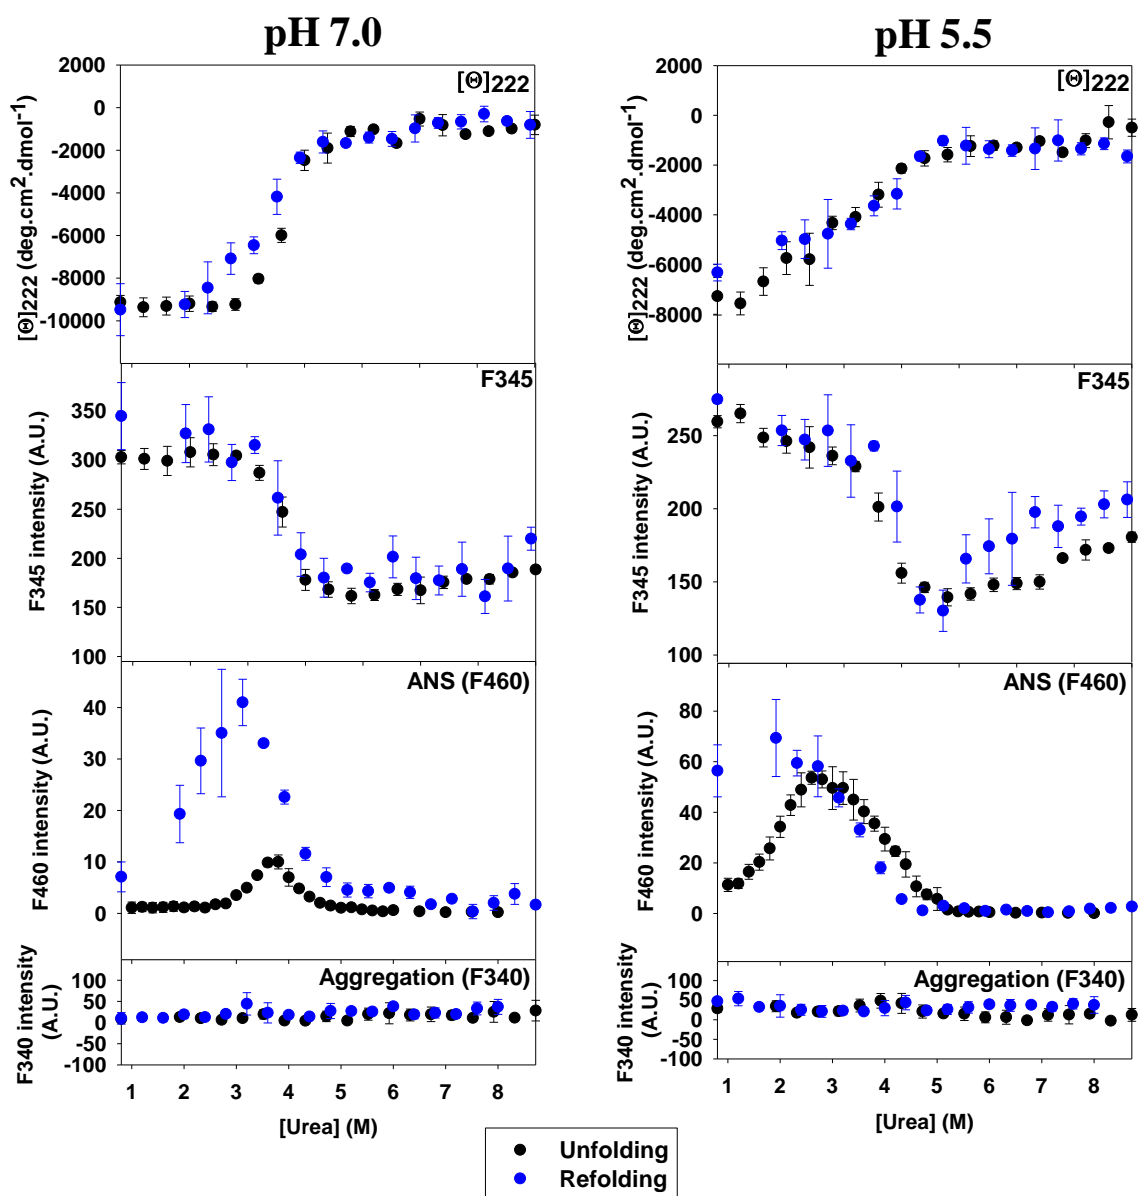 pH 7.0
pH 5.5
[Θ]222
2000
0
-2000
-4000
-6000
-8000
-10000
[Θ]222 (deg.cm2.dmol-1)
[Θ]222
2000
0
-2000
-4000
-6000
-8000
[Θ]222 (deg.cm2.dmol-1)
F345
350
300
250
200
150
100
F345 intensity (A.U.)
F345
250
200
150
100
F345 intensity (A.U.)
ANS (F460)
40
30
20
10
0
F460 intensity (A.U.)
ANS (F460)
80
60
40
20
0
F460 intensity (A.U.)
Aggregation (F340)
100
50
0
-50
-100
F340 intensity
(A.U.)
Aggregation (F340)
100
50
0
-50
-100
F340 intensity
(A.U.)
1 2 3 4 5 6 7 8
[Urea] (M)
1 2 3 4 5 6 7 8
[Urea] (M)
Unfolding
Refolding